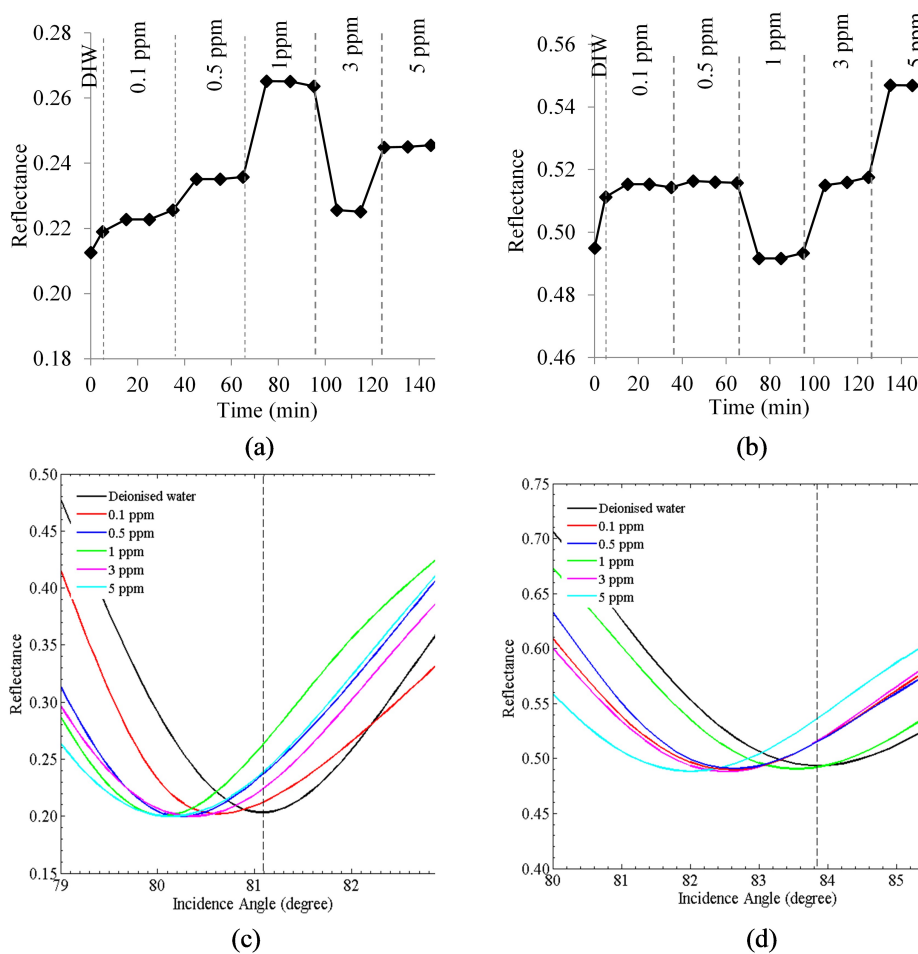 0.28
0.26
0.24
0.22
0.20
0.18
Reflectance
DIW
0.1 ppm
0.5 ppm
1ppm
3 ppm
5 ppm
0 20 40 60 80 100 120 140
Time (min)
(a)
0.56
0.54
0.52
0.50
0.48
0.46
Reflectance
DIW
0.1 ppm
0.5 ppm
1 ppm
3 ppm
0 20 40 60 80 100 120 140
Time (min)
(b)
0.50
0.45
0.40
0.35
0.30
0.25
0.20
0.15
Reflectance
Deionised water
0.1 ppm
0.5 ppm
1 ppm
3 ppm
5 ppm
79 80 81 82
Incidence Angle (degree)
(c)
0.75
0.70
0.65
0.60
0.55
0.50
0.45
0.40
Reflectance
Deionised water
0.1 ppm
0.5 ppm
1 ppm
3 ppm
5 ppm
80 81 82 83 84 85
Incidence Angle (degree)
(d)